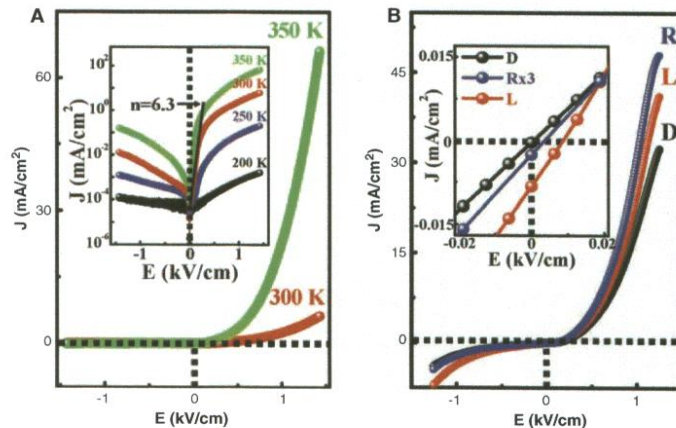 A
350 K
60
30
0
J (mA/cm²)
-1
0
1
E (kV/cm)
300 K
10²
10⁰
10⁻²
10⁻⁴
10⁻⁶
J (mA/cm²)
350 K
300 K
n=6.3
250 K
200 K
-1
0
1
E (kV/cm)
B
R
L
D
45
30
15
0
J (mA/cm²)
-1
0
1
E (kV/cm)
0.015
0
-0.015
J (mA/cm²)
D
Rx3
L
-0.02
0
0.02
E (kV/cm)